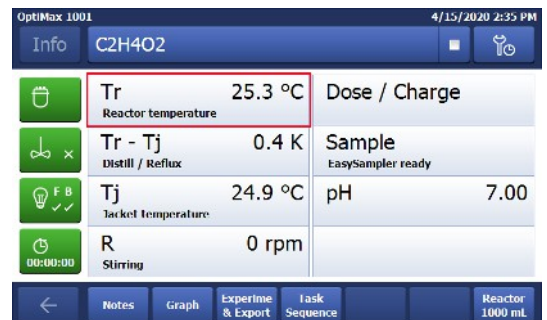 OptiMax 1001
4/15/2020 2:35 PM
Info
C2H4O2
Tr
25.3 °C
Reactor temperature
Dose / Charge
Tr - Tj
0.4 K
Distill / Reflux
Sample
EasySampler ready
F B
Tj
24.9 °C
Jacket temperature
pH
7.00
00:00:00
R
0 rpm
Stirring
Notes
Graph
Experime
& Export
Task
Sequence
Reactor
1000 mL